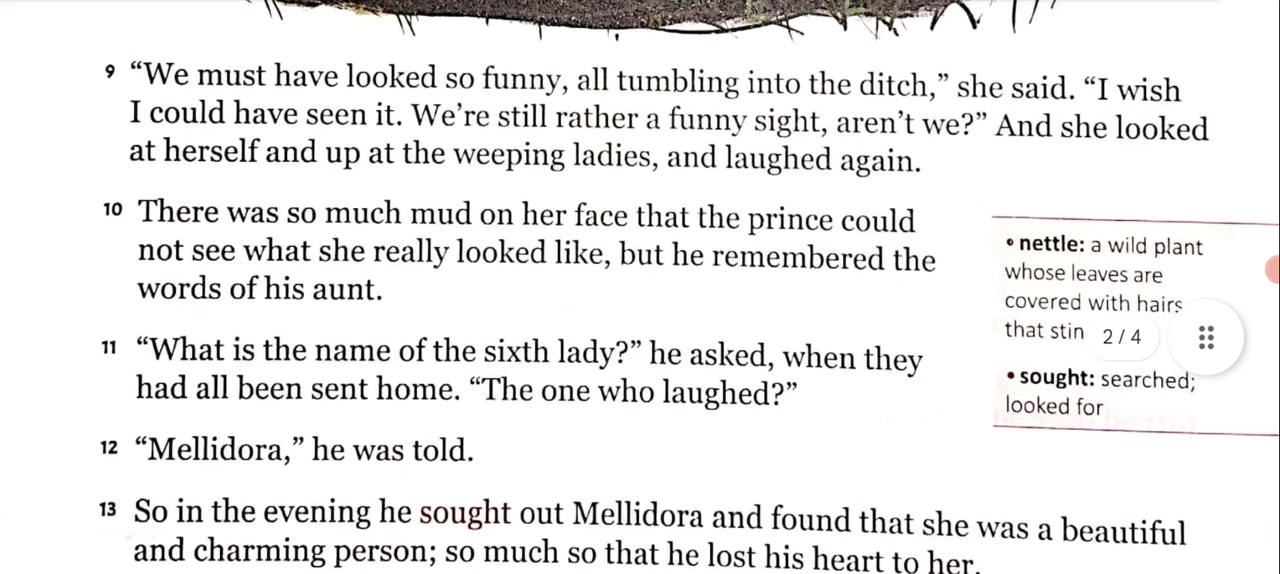 9 “We must have looked so funny, all tumbling into the ditch,” she said. “I wish
I could have seen it. We’re still rather a funny sight, aren’t we?” And she looked
at herself and up at the weeping ladies, and laughed again.
10 There was so much mud on her face that the prince could
not see what she really looked like, but he remembered the
words of his aunt.
11 “What is the name of the sixth lady?” he asked, when they
had all been sent home. “The one who laughed?”
12 “Mellidora,” he was told.
13 So in the evening he sought out Mellidora and found that she was a beautiful
and charming person; so much so that he lost his heart to her.
• nettle: a wild plant
whose leaves are
covered with hairs
that stin
2 / 4
• sought: searched;
looked for